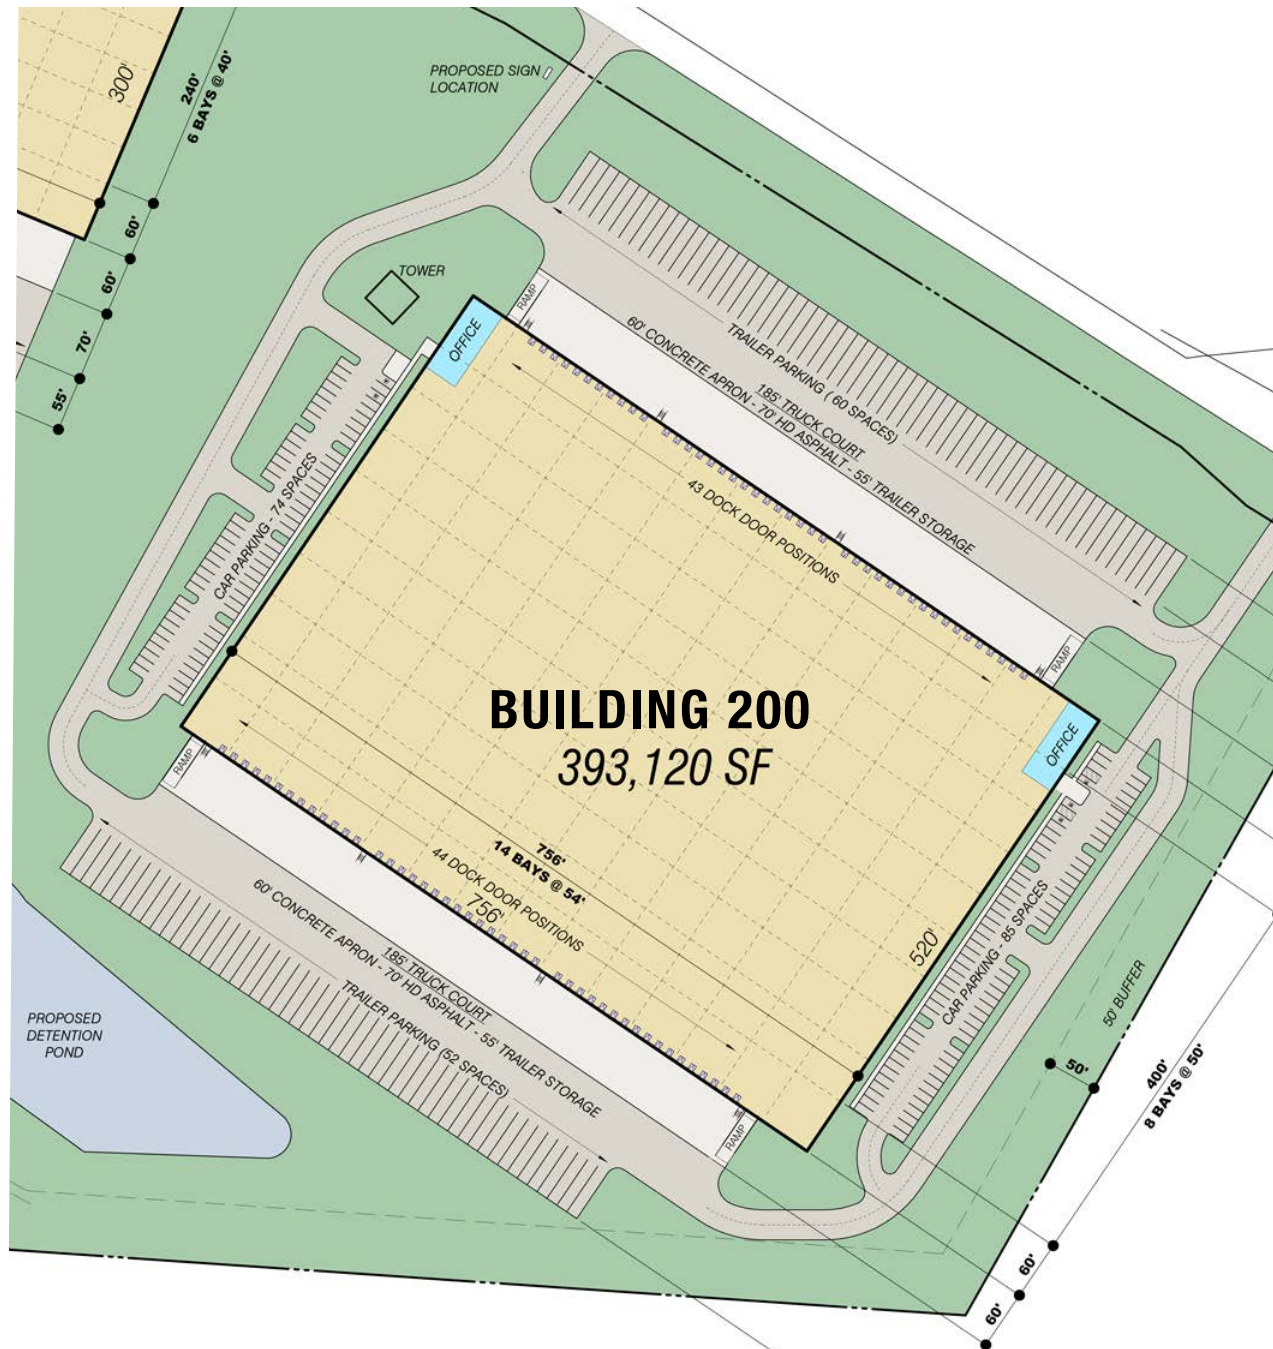 300'
240'
6 BAYS @ 40'
60'
60'
70'
55'
PROPOSED SIGN
LOCATION
TOWER
OFFICE
RAMP
TRAILER PARKING ( 60 SPACES)
185' TRUCK COURT
60' CONCRETE APRON - 70' HD ASPHALT - 55' TRAILER STORAGE
43 DOCK DOOR POSITIONS
CAR PARKING - 74 SPACES
RAMP
OFFICE
BUILDING 200
393,120 SF
RAMP
756'
14 BAYS @ 54'
44 DOCK DOOR POSITIONS
756'
520'
CAR PARKING - 85 SPACES
185' TRUCK COURT
60' CONCRETE APRON - 70' HD ASPHALT - 55' TRAILER STORAGE
TRAILER PARKING (52 SPACES)
RAMP
PROPOSED
DETENTION
POND
50' BUFFER
50'
400'
8 BAYS @ 50'
60'
60'